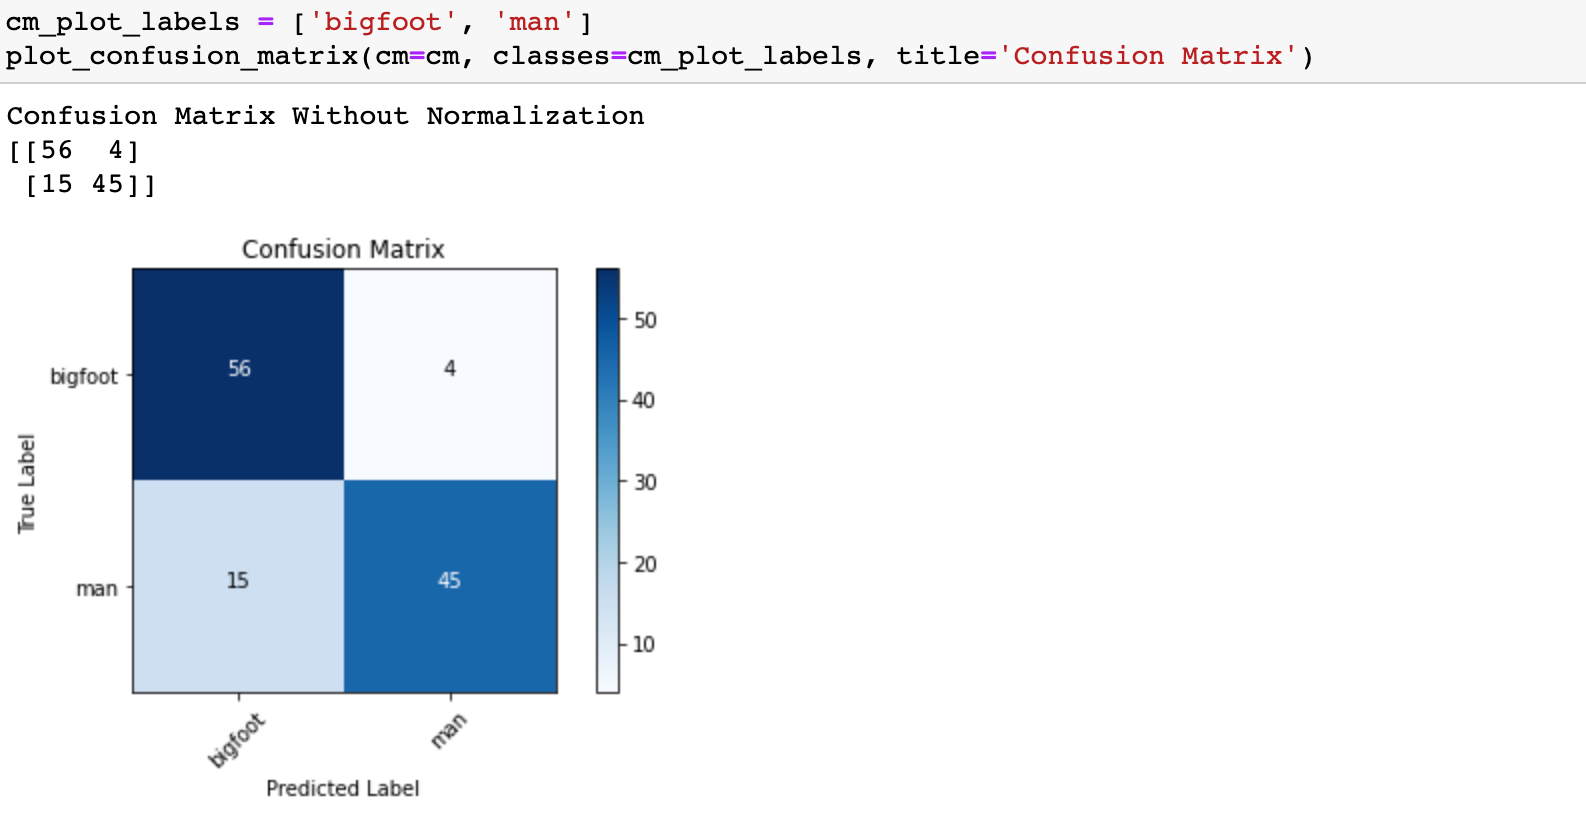 cm_plot_labels = ['bigfoot', 'man']
plot_confusion_matrix(cm=cm, classes=cm_plot_labels, title='Confusion Matrix')
Confusion Matrix Without Normalization
[[56  4]
 [15 45]]
Confusion Matrix
True Label
bigfoot
56
4
man
15
45
bigfoot
man
Predicted Label
50
40
30
20
10